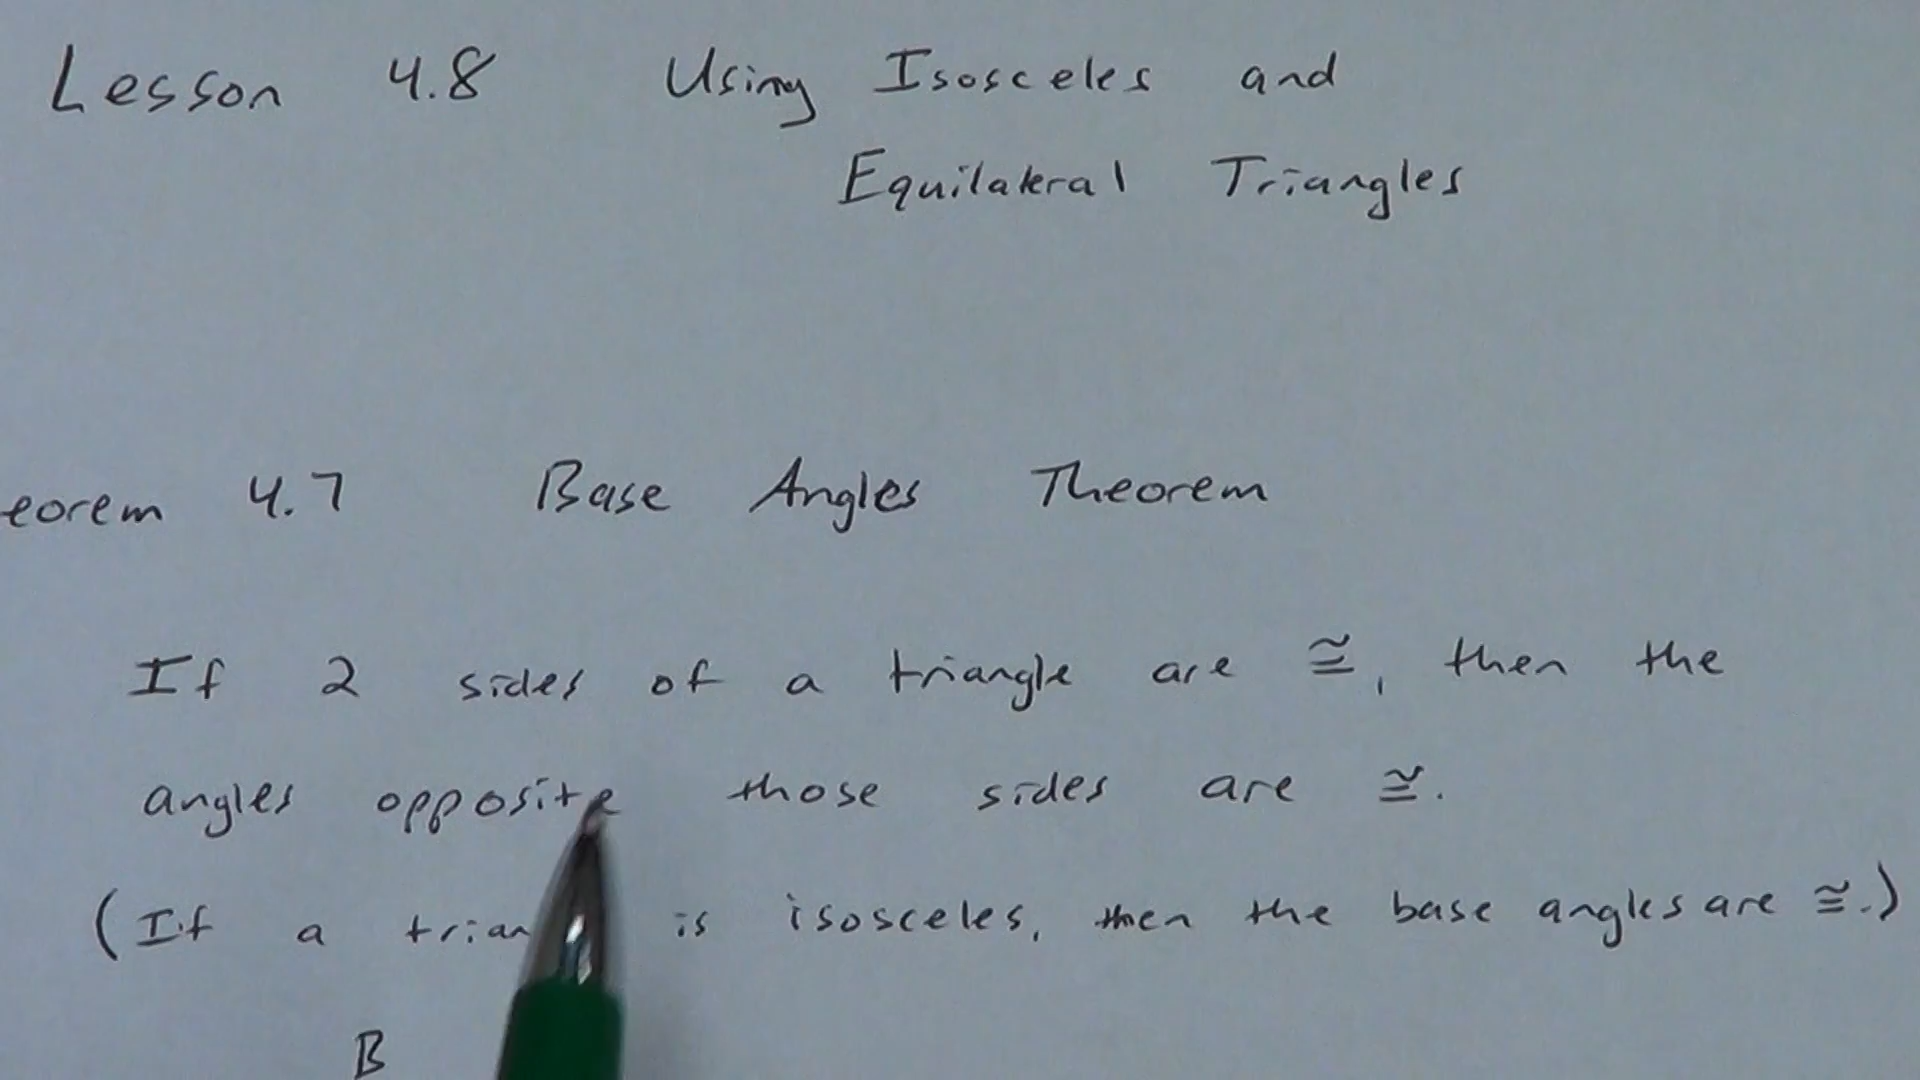 Lesson 4.8 Using Isosceles and
Equilateral Triangles
eorem 4.7 Base Angles Theorem
If 2 sides of a triangle are ≅, then the
angles opposite those sides are ≅.
(If a trian is isosceles, then the base angles are ≅.)
B